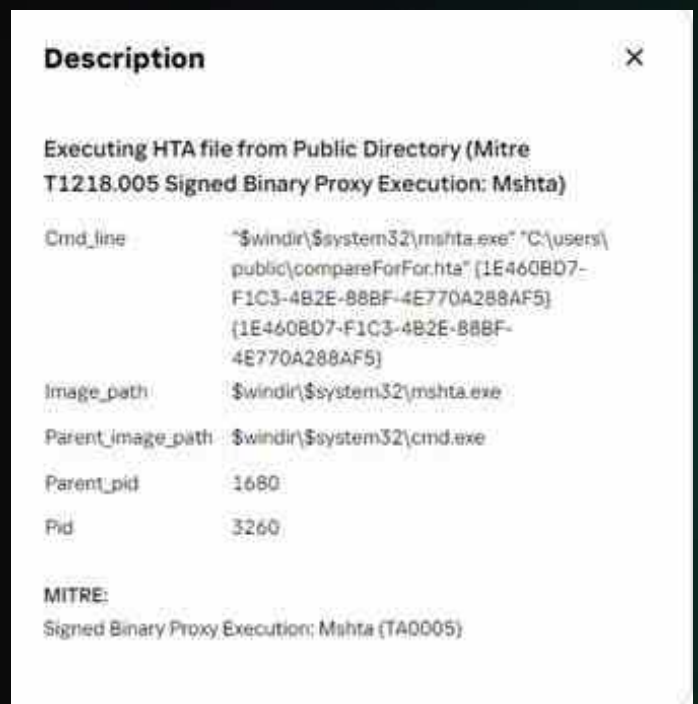 Description
Executing HTA file from Public Directory (Mitre
T1218.005 Signed Binary Proxy Execution: Mshta)
Cmd_line "$windir\$system32\mshta.exe" "C:\users\
public\compareForFor.hta" {1E460BD7-
F1C3-4B2E-88BF-4E770A288AF5}
{1E460BD7-F1C3-4B2E-88BF-
4E770A288AF5}
Image_path $windir\$system32\mshta.exe
Parent_image_path $windir\$system32\cmd.exe
Parent_pid 1680
Pid 3260
MITRE:
Signed Binary Proxy Execution: Mshta (TA0005)